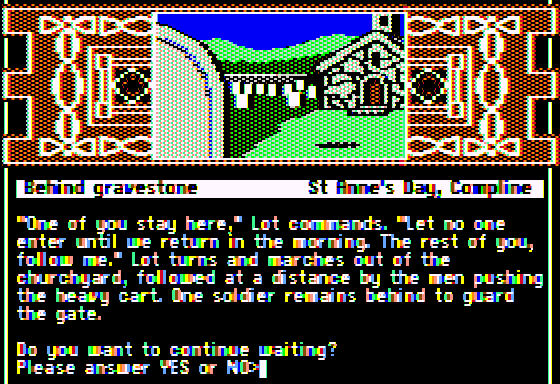 Behind gravestone St Anne's Day, Compline
"One of you stay here," Lot commands. "Let no one
enter until we return in the morning. The rest of you,
follow me." Lot turns and marches out of the
churchyard, followed at a distance by the men pushing
the heavy cart. One soldier remains behind to guard
the gate.
Do you want to continue waiting?
Please answer YES or NO>